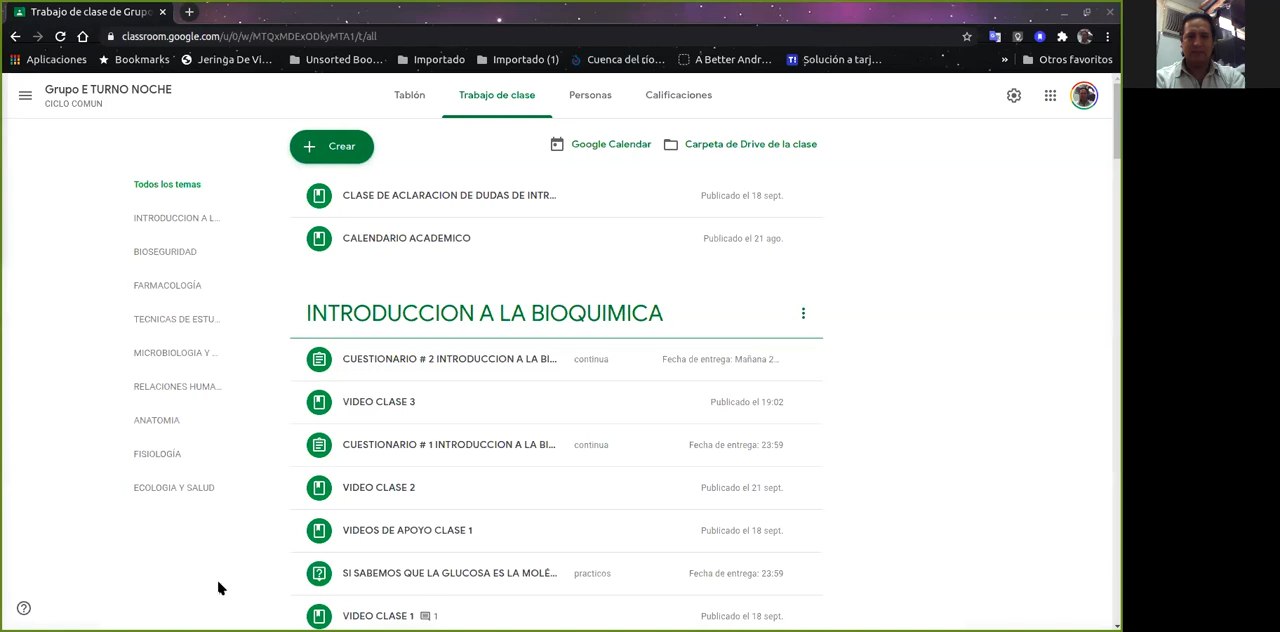 Trabajo de clase de Grupo
classroom.google.com/u/0/w/MTQxMDExODkyMTA1/t/all
Aplicaciones
Bookmarks
Jeringa De Vi...
Unsorted Boo...
Importado
Importado (1)
Cuenca del río...
A Better Andr...
T!
Solución a tarj...
»
Otros favoritos
Grupo E TURNO NOCHE
CICLO COMUN
Tablón
Trabajo de clase
Personas
Calificaciones
Crear
Google Calendar
Carpeta de Drive de la clase
Todos los temas
INTRODUCCION A L...
BIOSEGURIDAD
FARMACOLOGÍA
TECNICAS DE ESTU...
MICROBIOLOGIA Y ...
RELACIONES HUMA...
ANATOMIA
FISIOLOGÍA
ECOLOGIA Y SALUD
CLASE DE ACLARACION DE DUDAS DE INTR... Publicado el 18 sept.
CALENDARIO ACADEMICO Publicado el 21 ago.
INTRODUCCION A LA BIOQUIMICA
CUESTIONARIO # 2 INTRODUCCION A LA BI... continua Fecha de entrega: Mañana 2...
VIDEO CLASE 3 Publicado el 19:02
CUESTIONARIO # 1 INTRODUCCION A LA BI... continua Fecha de entrega: 23:59
VIDEO CLASE 2 Publicado el 21 sept.
VIDEOS DE APOYO CLASE 1 Publicado el 18 sept.
SI SABEMOS QUE LA GLUCOSA ES LA MOLÉ... practicos Fecha de entrega: 23:59
VIDEO CLASE 1 1 Publicado el 18 sept.